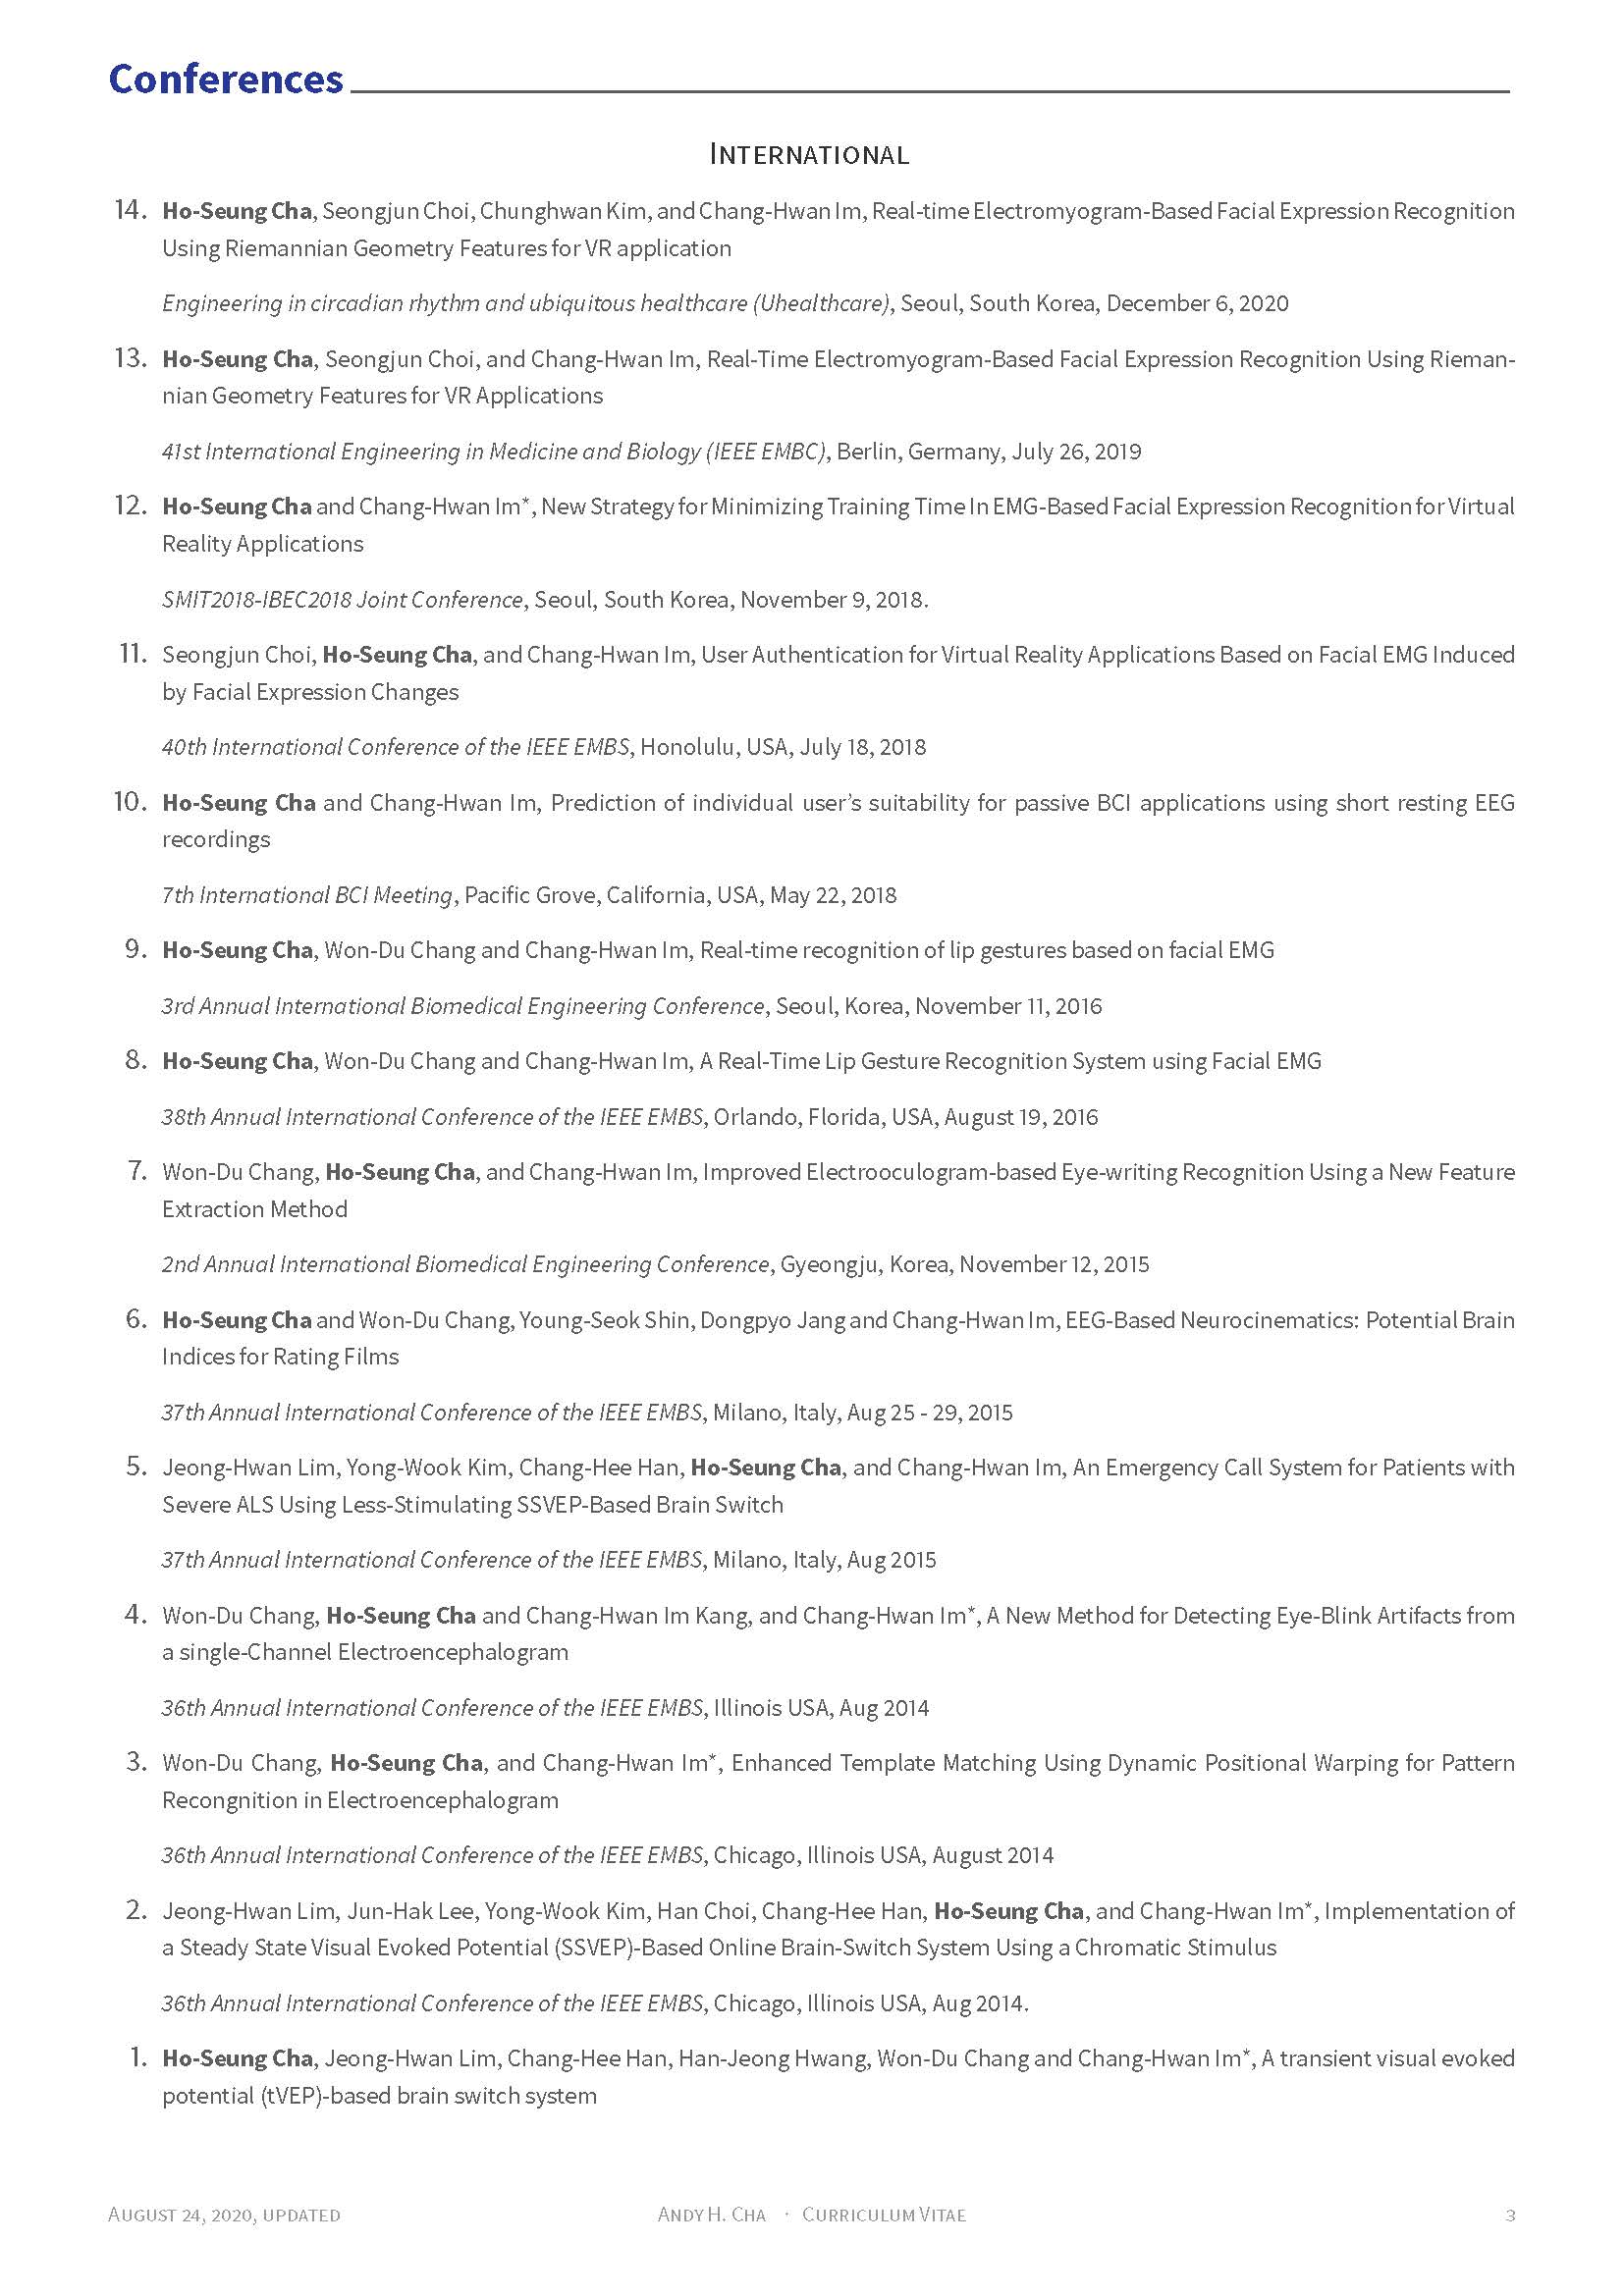 Conferences
INTERNATIONAL
14. Ho-Seung Cha, Seongjun Choi, Chunghwan Kim, and Chang-Hwan Im, Real-time Electromyogram-Based Facial Expression Recognition
Using Riemannian Geometry Features for VR application
Engineering in circadian rhythm and ubiquitous healthcare (Uhealthcare), Seoul, South Korea, December 6, 2020
13. Ho-Seung Cha, Seongjun Choi, and Chang-Hwan Im, Real-Time Electromyogram-Based Facial Expression Recognition Using Rieman-
nian Geometry Features for VR Applications
41st International Engineering in Medicine and Biology (IEEE EMBC), Berlin, Germany, July 26, 2019
12. Ho-Seung Cha and Chang-Hwan Im*, New Strategy for Minimizing Training Time In EMG-Based Facial Expression Recognition for Virtual
Reality Applications
SMIT2018-IBEC2018 Joint Conference, Seoul, South Korea, November 9, 2018.
11. Seongjun Choi, Ho-Seung Cha, and Chang-Hwan Im, User Authentication for Virtual Reality Applications Based on Facial EMG Induced
by Facial Expression Changes
40th International Conference of the IEEE EMBS, Honolulu, USA, July 18, 2018
10. Ho-Seung Cha and Chang-Hwan Im, Prediction of individual user's suitability for passive BCI applications using short resting EEG
recordings
7th International BCI Meeting, Pacific Grove, California, USA, May 22, 2018
9. Ho-Seung Cha, Won-Du Chang and Chang-Hwan Im, Real-time recognition of lip gestures based on facial EMG
3rd Annual International Biomedical Engineering Conference, Seoul, Korea, November 11, 2016
8. Ho-Seung Cha, Won-Du Chang and Chang-Hwan Im, A Real-Time Lip Gesture Recognition System using Facial EMG
38th Annual International Conference of the IEEE EMBS, Orlando, Florida, USA, August 19, 2016
7. Won-Du Chang, Ho-Seung Cha, and Chang-Hwan Im, Improved Electrooculogram-based Eye-writing Recognition Using a New Feature
Extraction Method
2nd Annual International Biomedical Engineering Conference, Gyeongju, Korea, November 12, 2015
6. Ho-Seung Cha and Won-Du Chang, Young-Seok Shin, Dongpyo Jang and Chang-Hwan Im, EEG-Based Neurocinematics: Potential Brain
Indices for Rating Films
37th Annual International Conference of the IEEE EMBS, Milano, Italy, Aug 25 - 29, 2015
5. Jeong-Hwan Lim, Yong-Wook Kim, Chang-Hee Han, Ho-Seung Cha, and Chang-Hwan Im, An Emergency Call System for Patients with
Severe ALS Using Less-Stimulating SSVEP-Based Brain Switch
37th Annual International Conference of the IEEE EMBS, Milano, Italy, Aug 2015
4. Won-Du Chang, Ho-Seung Cha and Chang-Hwan Im Kang, and Chang-Hwan Im*, A New Method for Detecting Eye-Blink Artifacts from
a single-Channel Electroencephalogram
36th Annual International Conference of the IEEE EMBS, Illinois USA, Aug 2014
3. Won-Du Chang, Ho-Seung Cha, and Chang-Hwan Im*, Enhanced Template Matching Using Dynamic Positional Warping for Pattern
Recongnition in Electroencephalogram
36th Annual International Conference of the IEEE EMBS, Chicago, Illinois USA, August 2014
2. Jeong-Hwan Lim, Jun-Hak Lee, Yong-Wook Kim, Han Choi, Chang-Hee Han, Ho-Seung Cha, and Chang-Hwan Im*, Implementation of
a Steady State Visual Evoked Potential (SSVEP)-Based Online Brain-Switch System Using a Chromatic Stimulus
36th Annual International Conference of the IEEE EMBS, Chicago, Illinois USA, Aug 2014.
1. Ho-Seung Cha, Jeong-Hwan Lim, Chang-Hee Han, Han-Jeong Hwang, Won-Du Chang and Chang-Hwan Im*, A transient visual evoked
potential (tVEP)-based brain switch system
AUGUST 24, 2020, UPDATED ANDY H. CHA · CURRICULUM VITAE 3